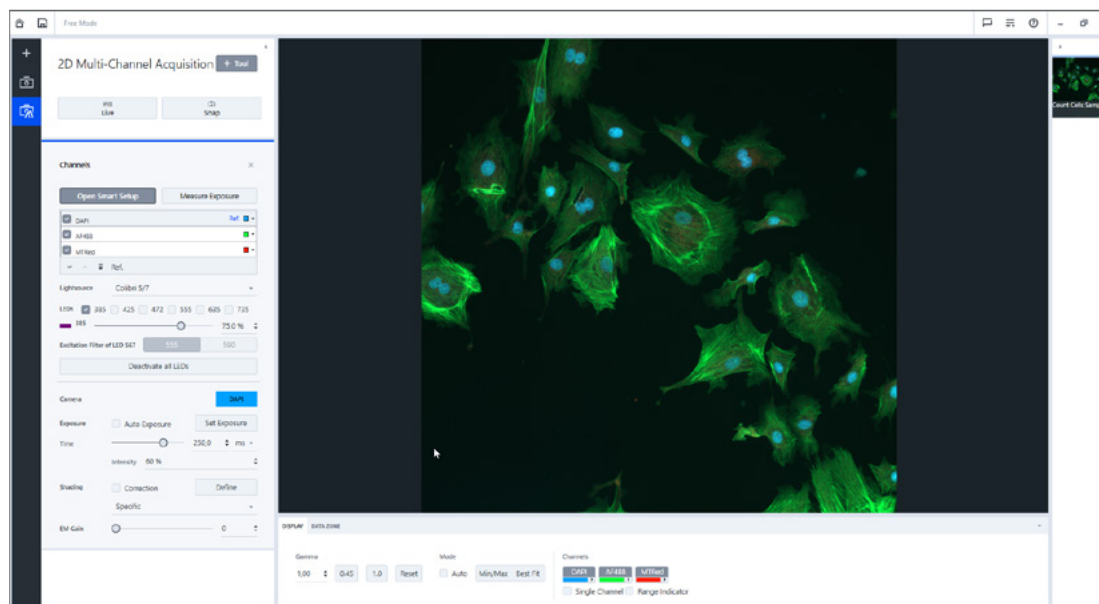 Free Mode
2D Multi-Channel Acquisition
+ Tool
Live
Snap
Channels
Open Smart Setup
Measure Exposure
DAPI Ref.
AF488
MTRed
Ref.
Lightsource Colibri 5/7
LEDs 385 425 472 555 635 735
385 75.0 %
Excitation Filter of LED 567 555 590
Deactivate all LEDs
Camera DAPI
Exposure Auto Exposure Set Exposure
Time 250,0 ms
Intensity 60 %
Shading Correction Define
Specific
EM Gain 0
Count Cells Samp
DISPLAY DATA ZONE
Gamma Mode Channels
1,00 0.45 1.0 Reset Auto Min/Max Best Fit DAPI AF488 MTRed
Single Channel Range Indicator